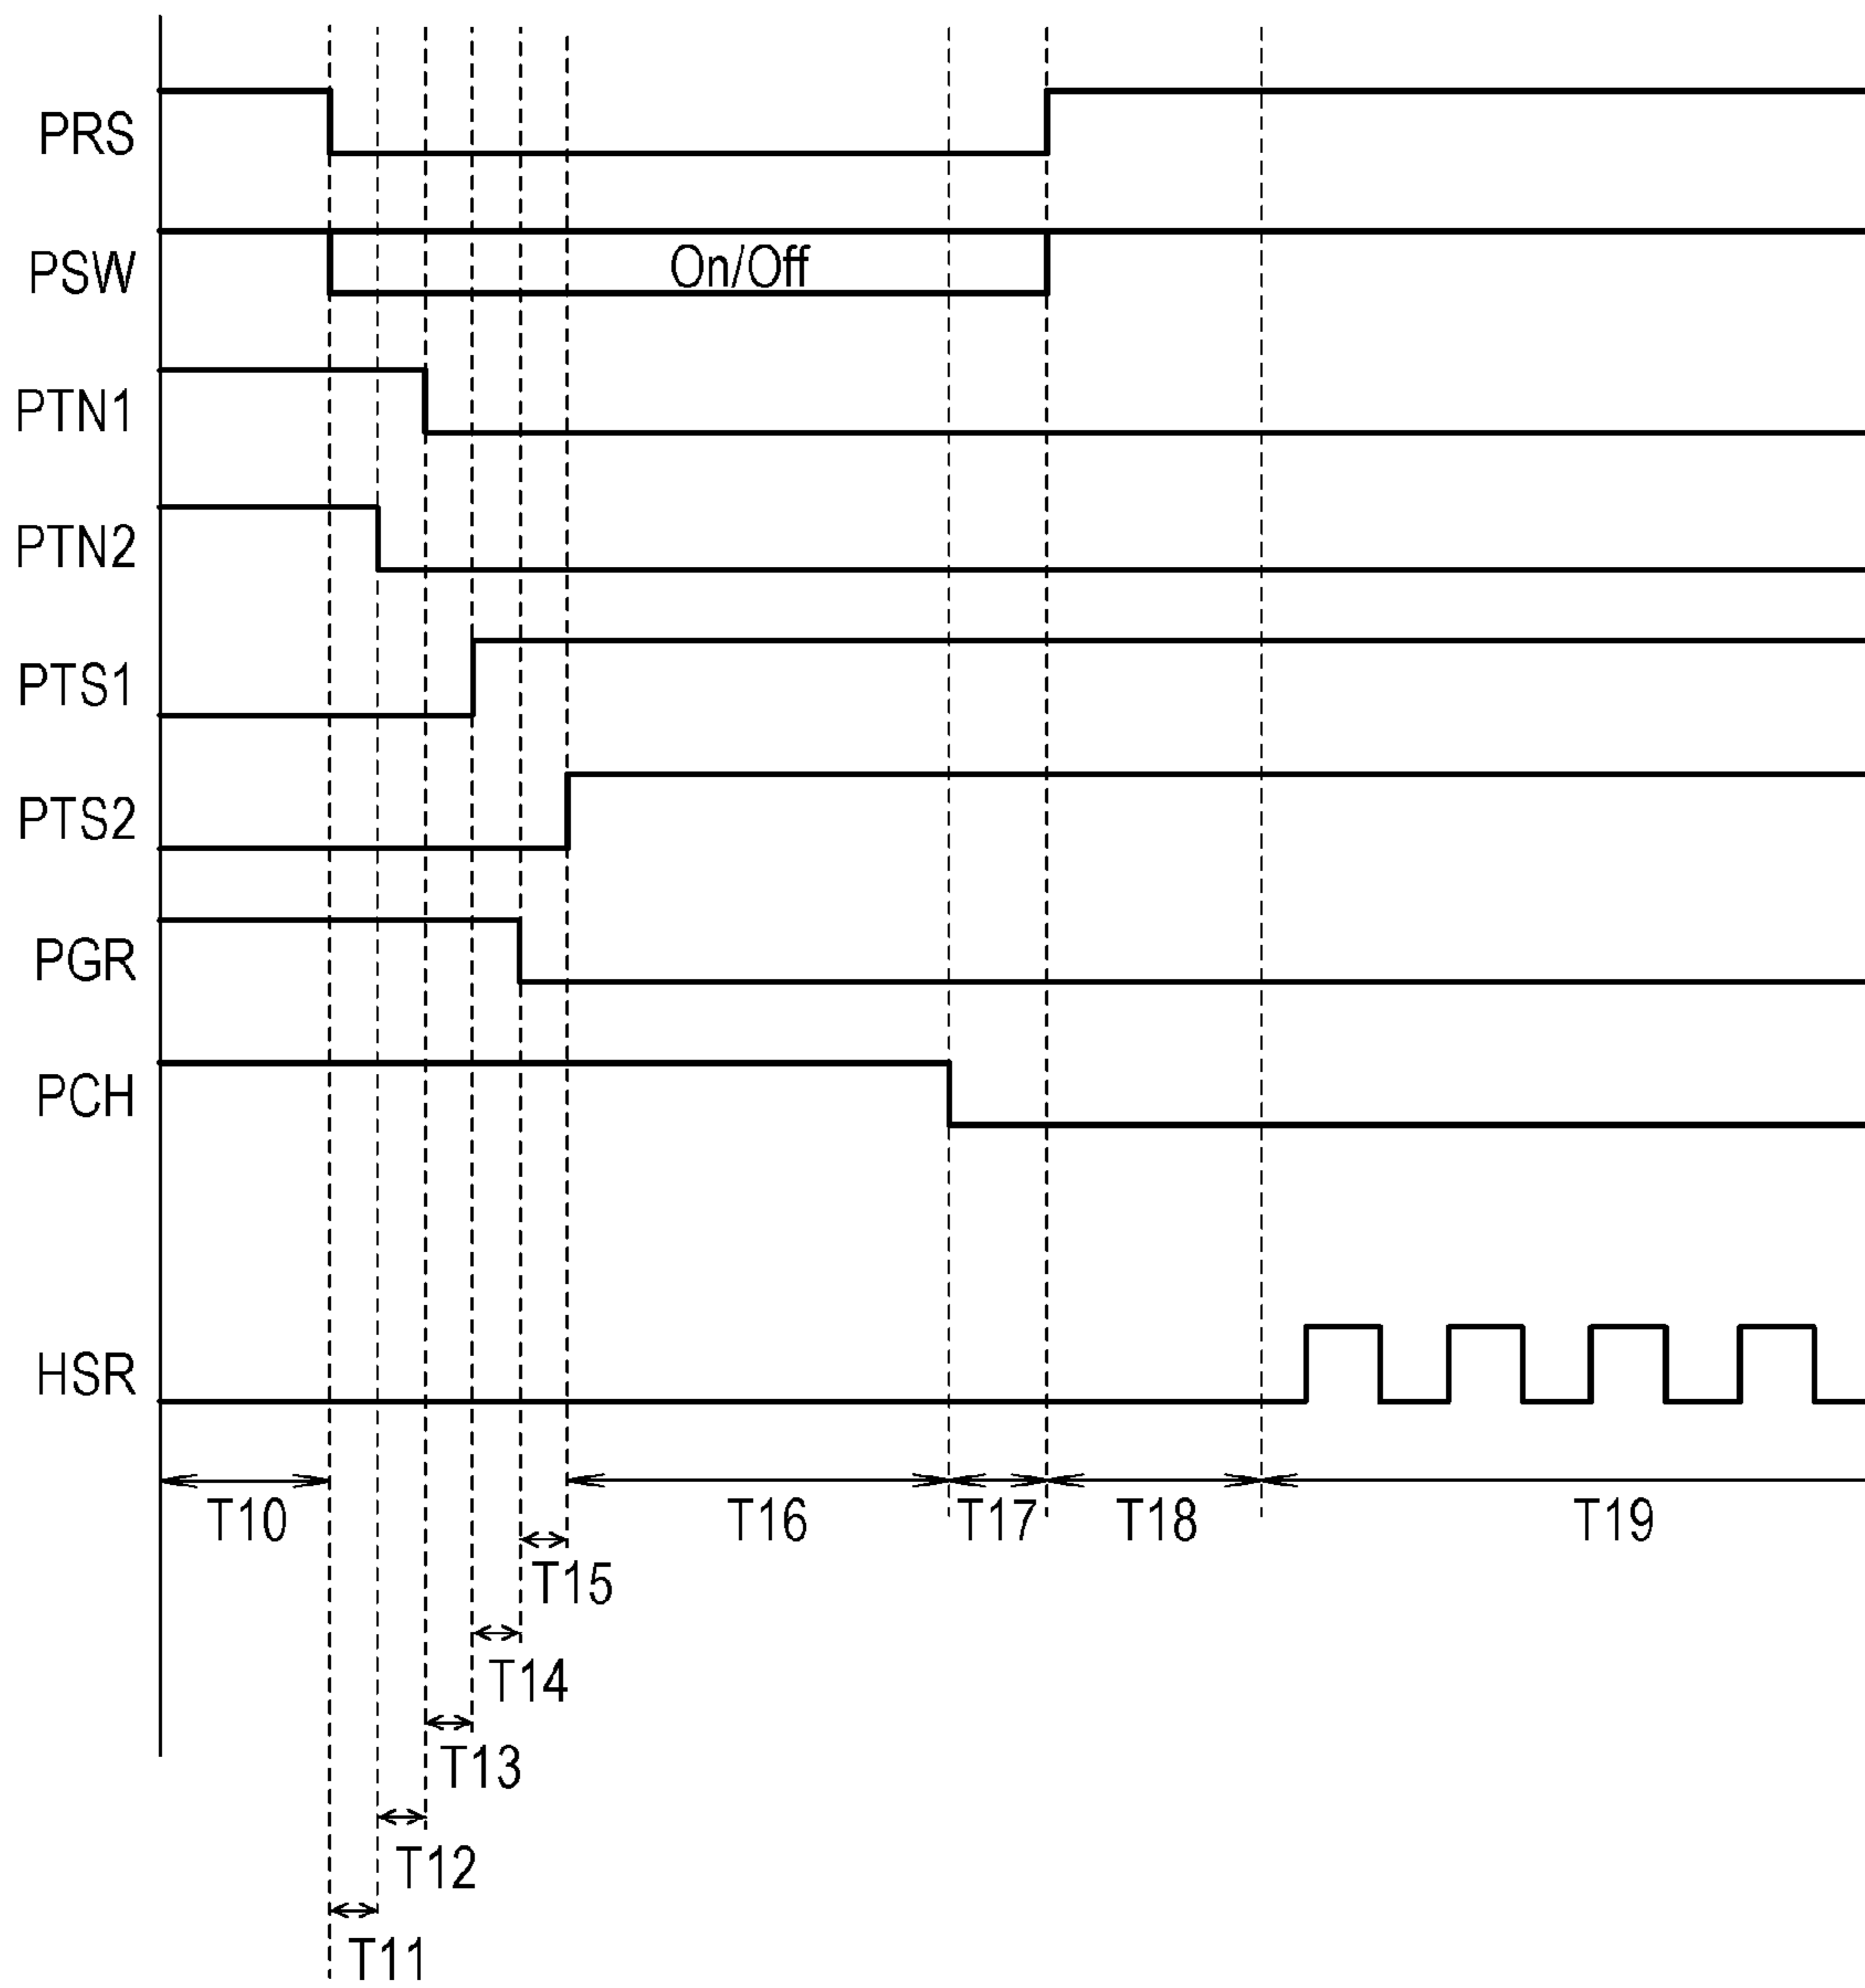 PRS
PSW
On/Off
PTN1
PTN2
PTS1
PTS2
PGR
PCH
HSR
T10
T16
T17
T18
T19
T15
T14
T13
T12
T11